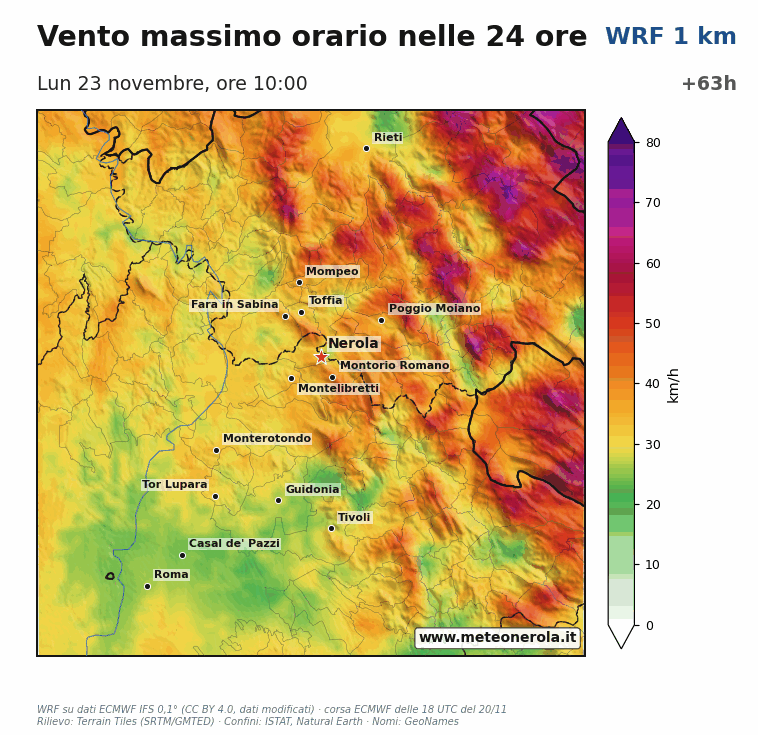 Vento massimo orario nelle 24 ore WRF 1 km
Lun 23 novembre, ore 10:00 +63h
Rieti
Mompeo
Toffia
Fara in Sabina
Poggio Moiano
Nerola
Montorio Romano
Montelibretti
Monterotondo
Tor Lupara
Guidonia
Tivoli
Casal de' Pazzi
Roma
www.meteonerola.it
80
70
60
50
40
30
20
10
0
km/h
WRF su dati ECMWF IFS 0,1° (CC BY 4.0, dati modificati) · corsa ECMWF delle 18 UTC del 20/11
Rilievo: Terrain Tiles (SRTM/GMTED) · Confini: ISTAT, Natural Earth · Nomi: GeoNames